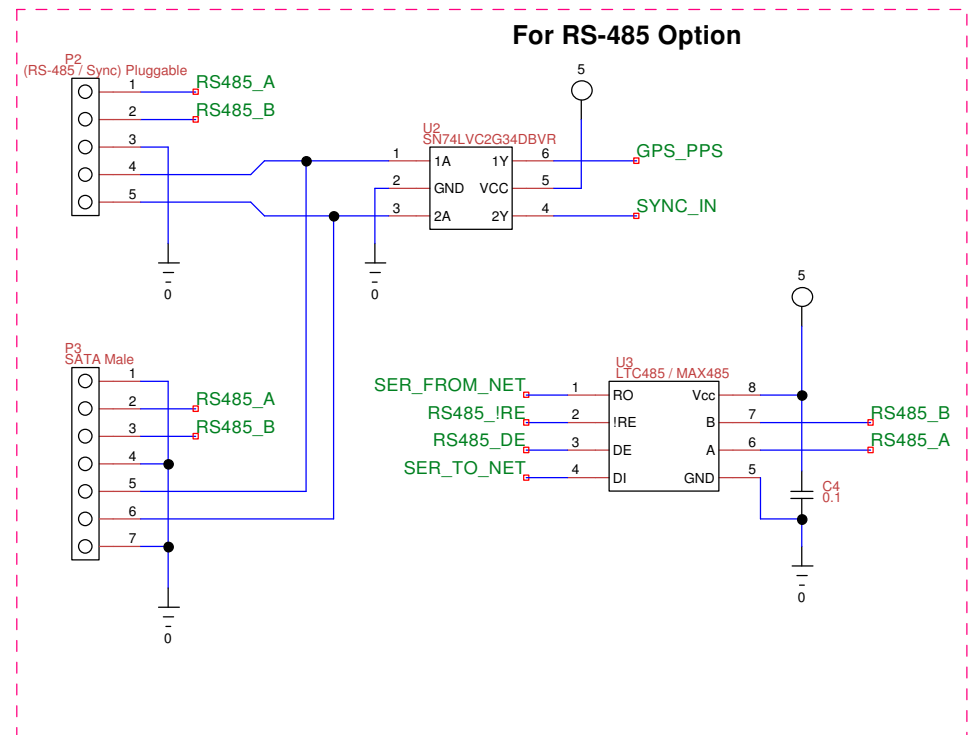 For RS-485 Option
P2
(RS-485 / Sync) Pluggable
1 RS485_A
2 RS485_B
3
4
5
0
U2
SN74LVC2G34DBVR
5
1 1A 1Y 6 GPS_PPS
2 GND VCC 5
3 2A 2Y 4 SYNC_IN
0
P3
SATA Male
1
2 RS485_A
3 RS485_B
4
5
6
7
0
5
U3
LTC485 / MAX485
SER_FROM_NET 1 RO Vcc 8
RS485_!RE 2 !RE B 7 RS485_B
RS485_DE 3 DE A 6 RS485_A
SER_TO_NET 4 DI GND 5
C4
0.1
0